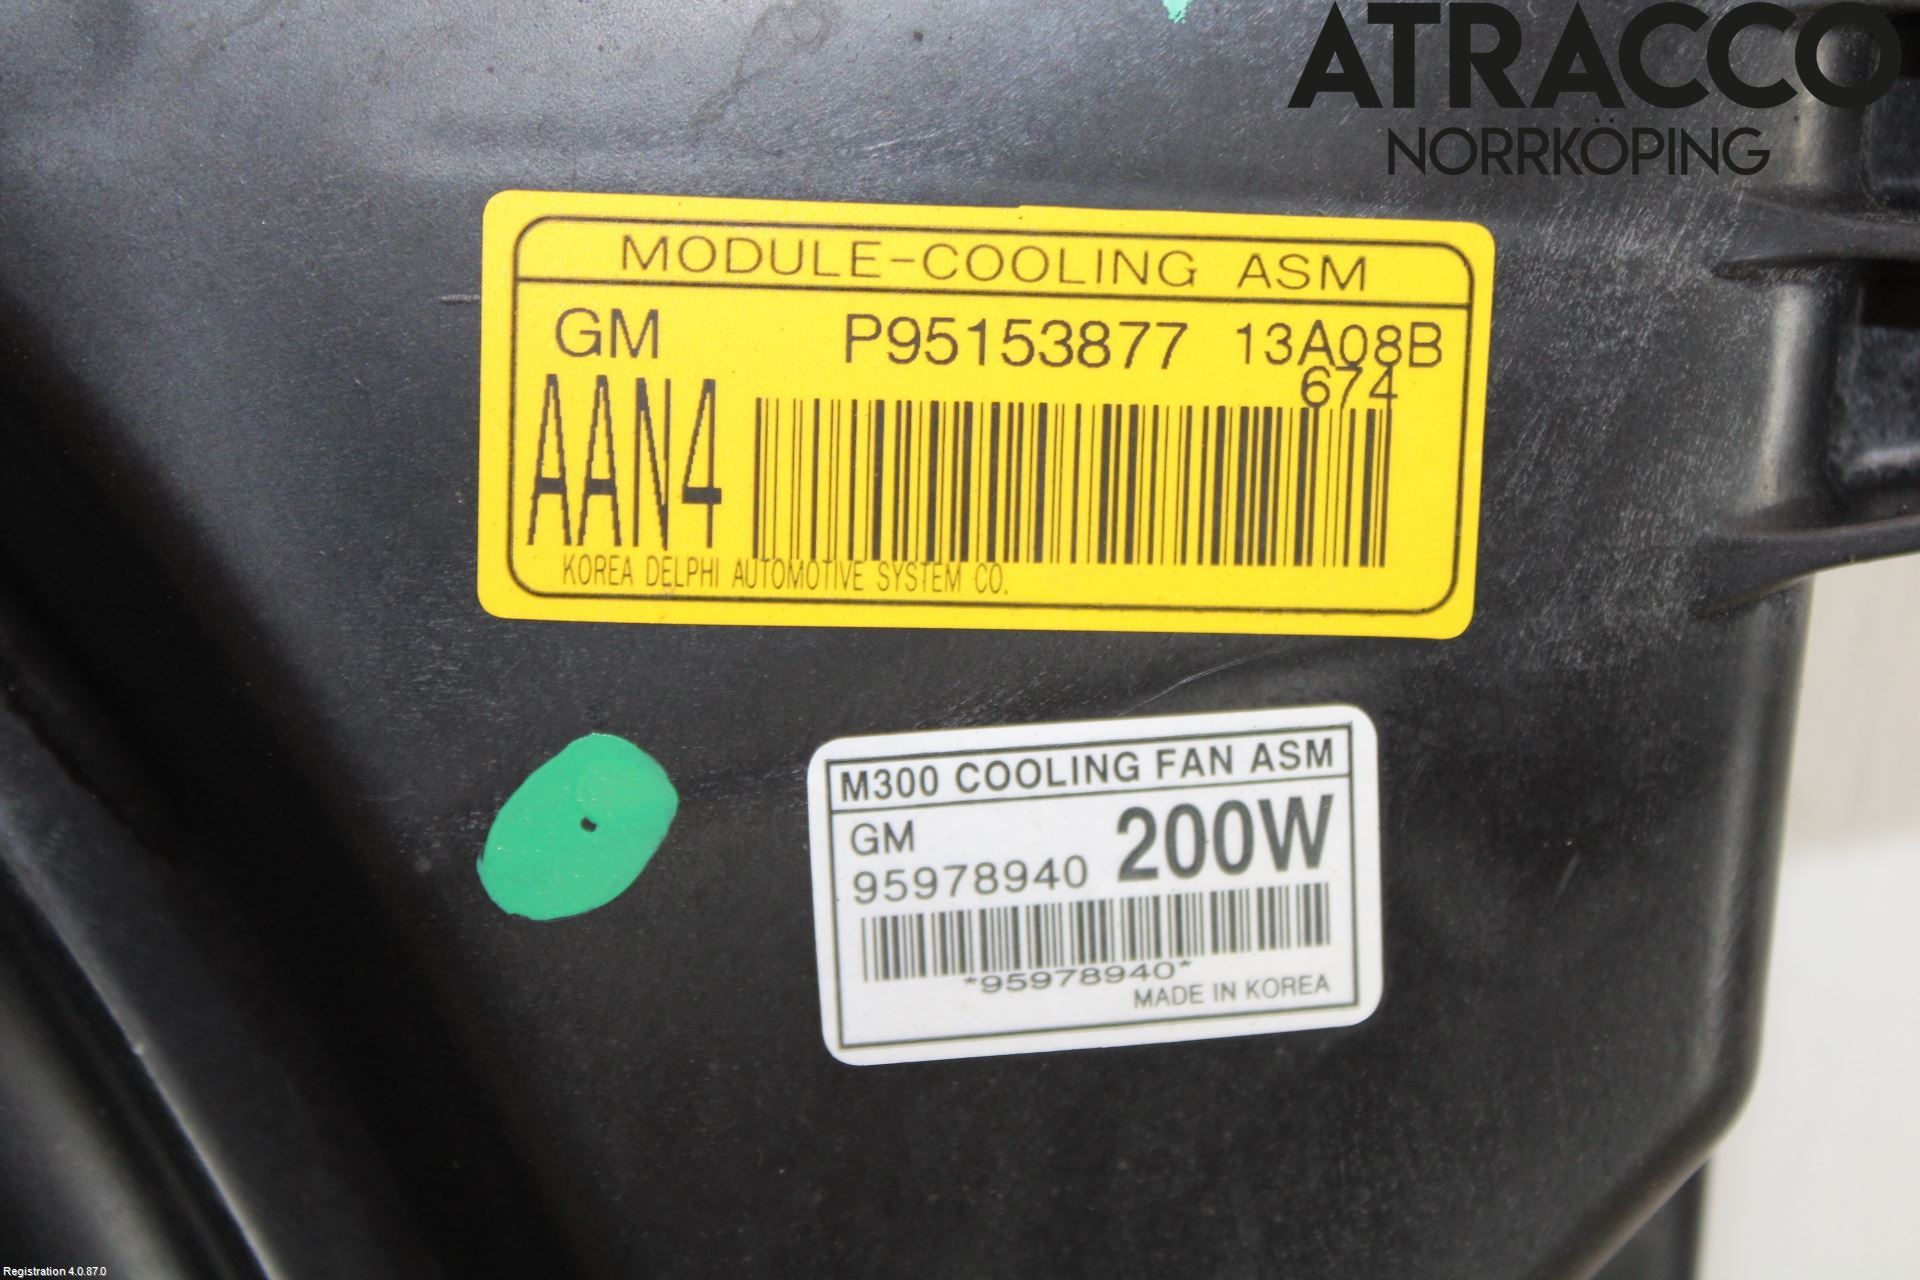 ATRACCO
NORRKÖPING
MODULE-COOLING ASM
GM P95153877 13A08B
674
AAN4
KOREA DELPHI AUTOMOTIVE SYSTEM CO.
M300 COOLING FAN ASM
GM
200W
95978940
*95978940*
MADE IN KOREA
Registration 4.0.87.0